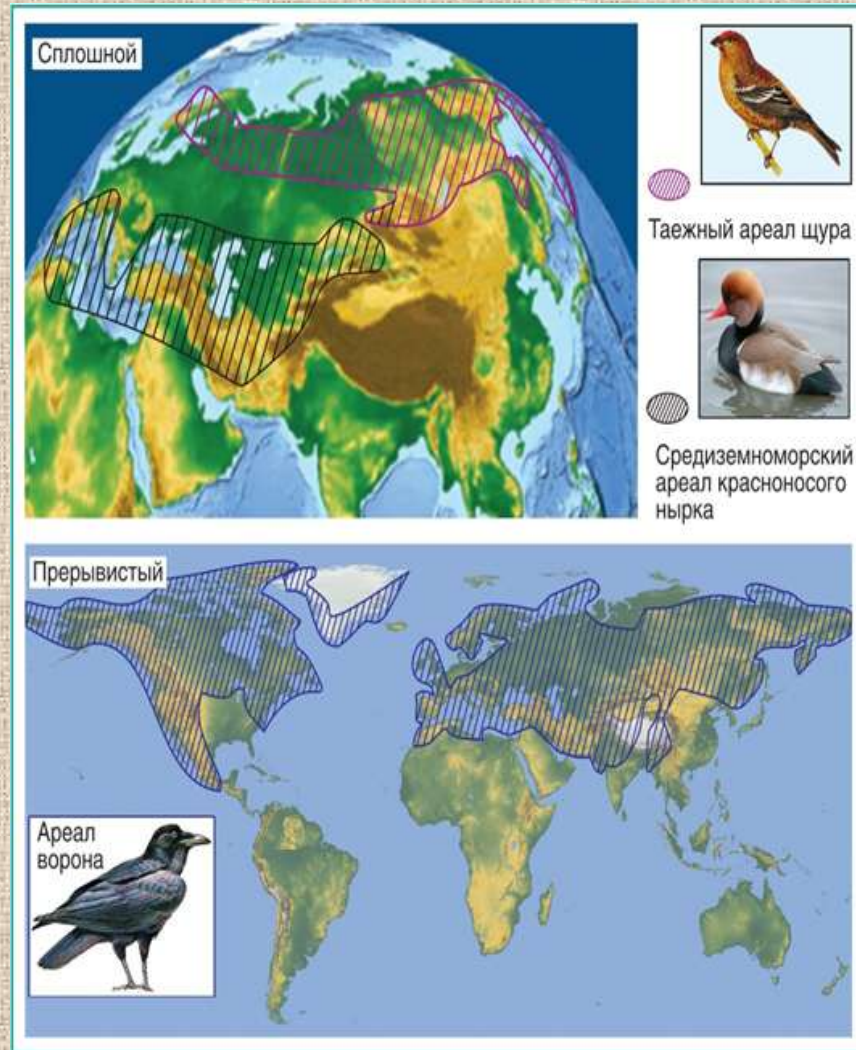 Сплошной
Таежный ареал щура
Средиземноморский
ареал красноносого
нырка
Прерывистый
Ареал
ворона